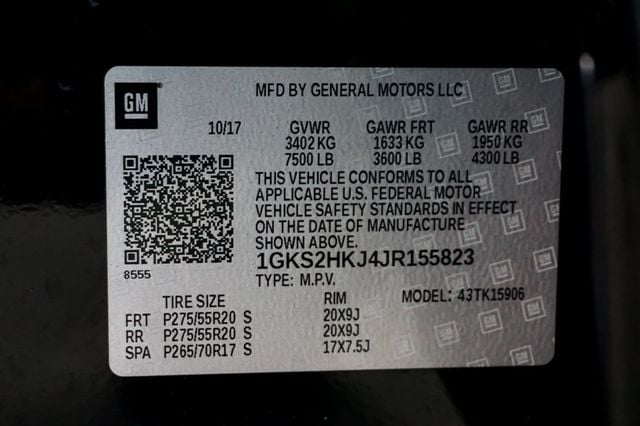 GM
MFD BY GENERAL MOTORS LLC
10/17 GVWR GAWR FRT GAWR RR
3402 KG 1633 KG 1950 KG
7500 LB 3600 LB 4300 LB
THIS VEHICLE CONFORMS TO ALL
APPLICABLE U.S. FEDERAL MOTOR
VEHICLE SAFETY STANDARDS IN EFFECT
ON THE DATE OF MANUFACTURE
SHOWN ABOVE.
8555
1GKS2HKJ4JR155823
TYPE: M.P.V.
TIRE SIZE RIM MODEL: 43TK15906
FRT P275/55R20 S 20X9J
RR P275/55R20 S 20X9J
SPA P265/70R17 S 17X7.5J